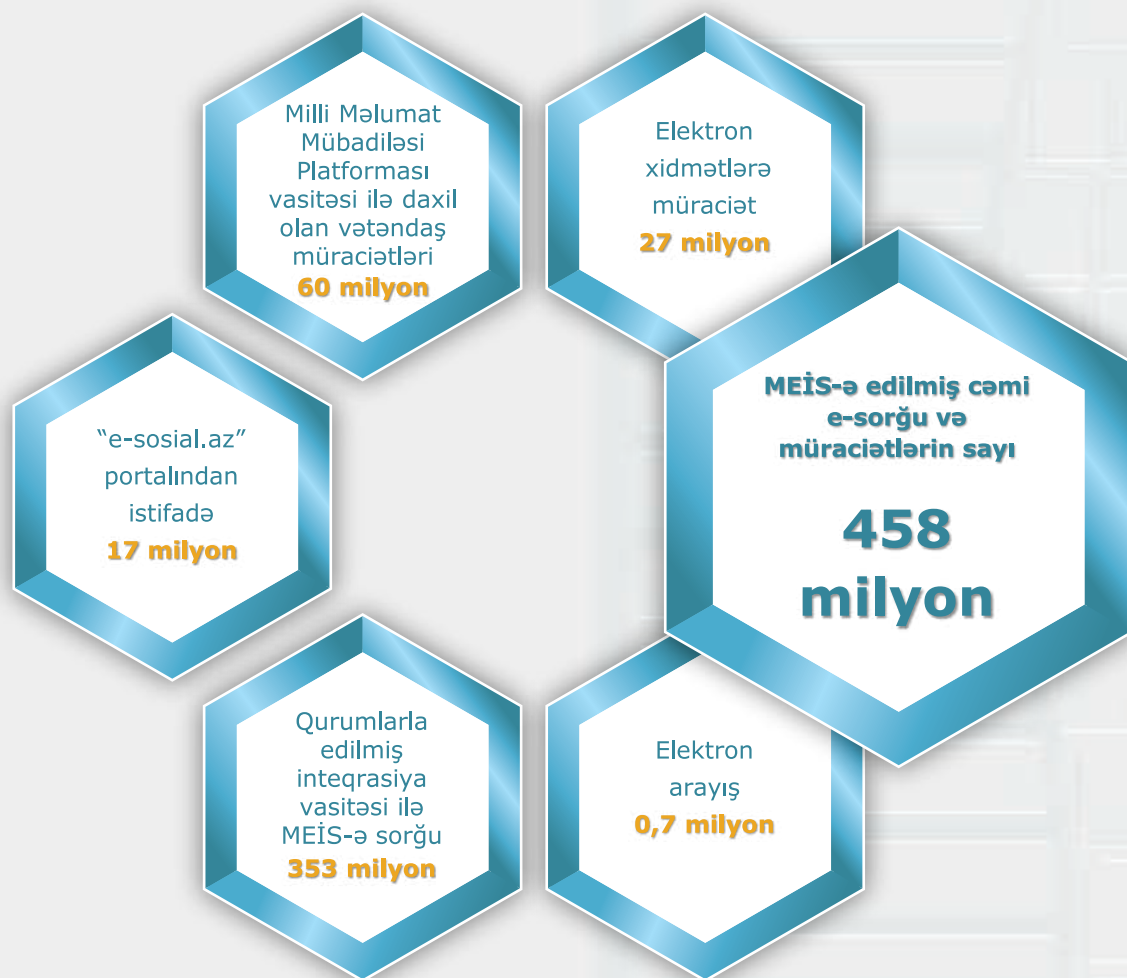 Milli Məlumat
Mübadiləsi
Platforması
vasitəsi ilə daxil
olan vətəndaş
müraciətləri
60 milyon
Elektron
xidmətlərə
müraciət
27 milyon
MEİS-ə edilmiş cəmi
e-sorğu və
müraciətlərin sayı
458
milyon
“e-sosial.az”
portalından
istifadə
17 milyon
Qurumlarla
edilmiş
inteqrasiya
vasitəsi ilə
MEİS-ə sorğu
353 milyon
Elektron
arayış
0,7 milyon